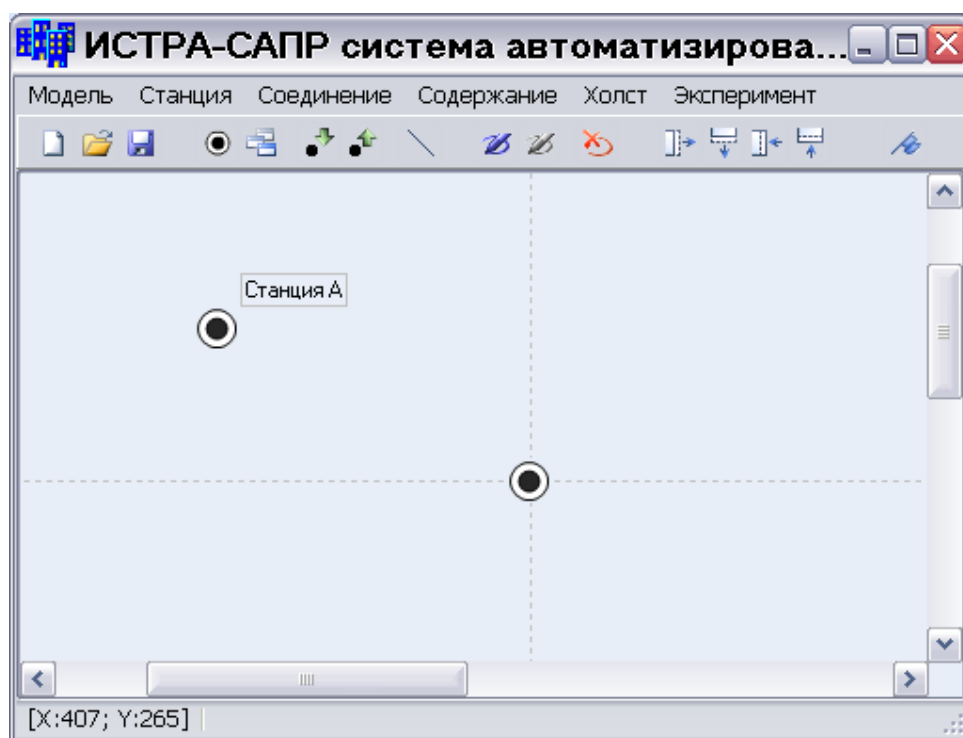 ИСТРА-САПР система автоматизирова...
Модель Станция Соединение Содержание Холст Эксперимент
Станция А
[X:407; Y:265]